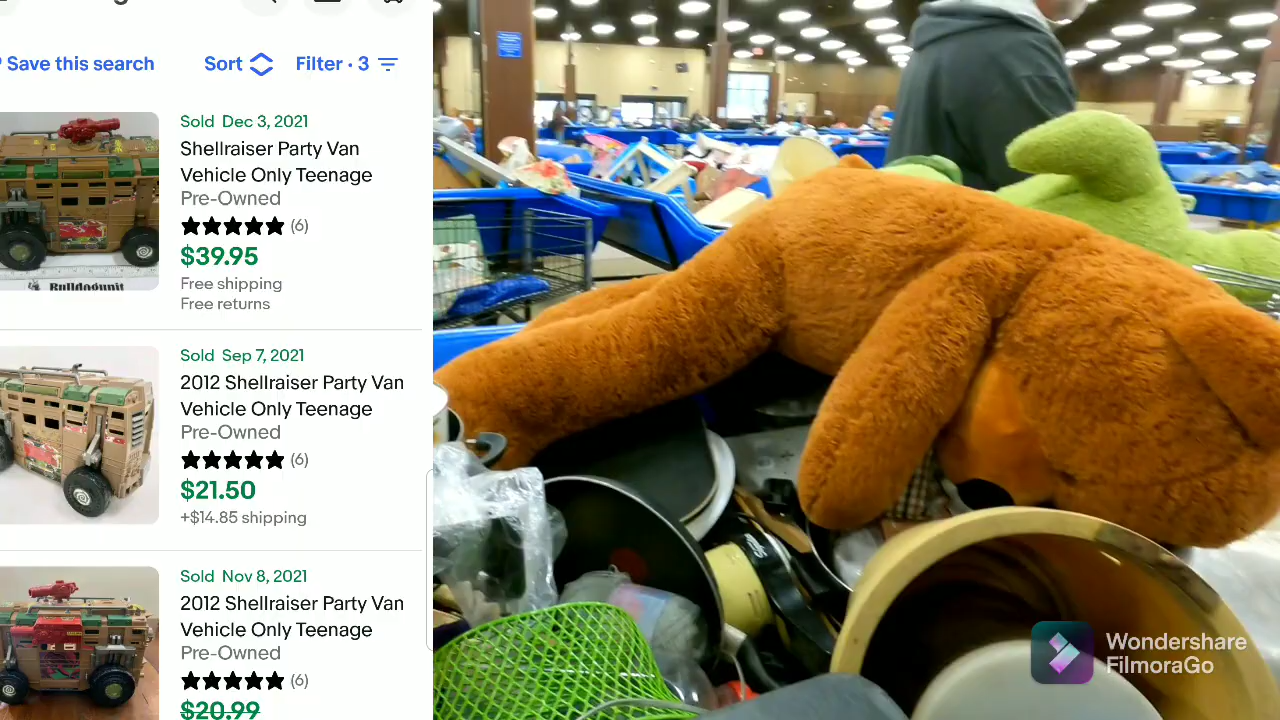 Save this search
Sort
Filter · 3
Sold Dec 3, 2021
Shellraiser Party Van
Vehicle Only Teenage
Pre-Owned
(6)
$39.95
Free shipping
Free returns
Bulldogunit
Sold Sep 7, 2021
2012 Shellraiser Party Van
Vehicle Only Teenage
Pre-Owned
(6)
$21.50
+$14.85 shipping
Sold Nov 8, 2021
2012 Shellraiser Party Van
Vehicle Only Teenage
Pre-Owned
(6)
$20.99
Wondershare
FilmoraGo